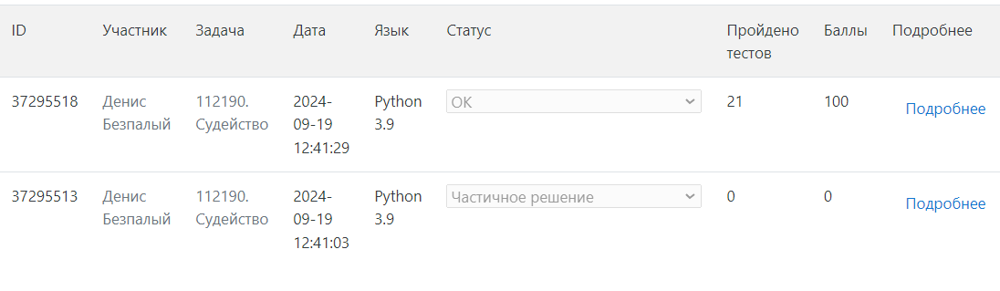 ID Участник Задача Дата Язык Статус Пройдено тестов Баллы Подробнее
37295518 Денис Безпалый 112190. Судейство 2024-09-19 12:41:29 Python 3.9 OK 21 100 Подробнее
37295513 Денис Безпалый 112190. Судейство 2024-09-19 12:41:03 Python 3.9 Частичное решение 0 0 Подробнее